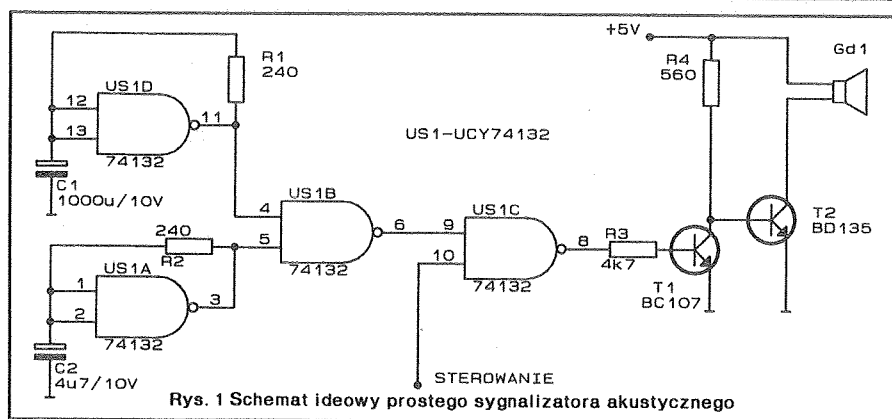 +5V
Gd1
R1
240
R4
560
US1D
12
13
11
74132
C1
1000u/10V
US1-UCY74132
US1B
4
5
6
74132
US1C
9
10
8
74132
R3
4k7
T1
BC107
T2
BD135
240
R2
US1A
1
2
3
74132
C2
4u7/10V
STEROWANIE
Rys. 1 Schemat ideowy prostego sygnalizatora akustycznego